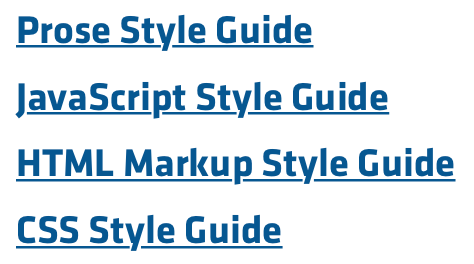 Prose Style Guide
JavaScript Style Guide
HTML Markup Style Guide
CSS Style Guide